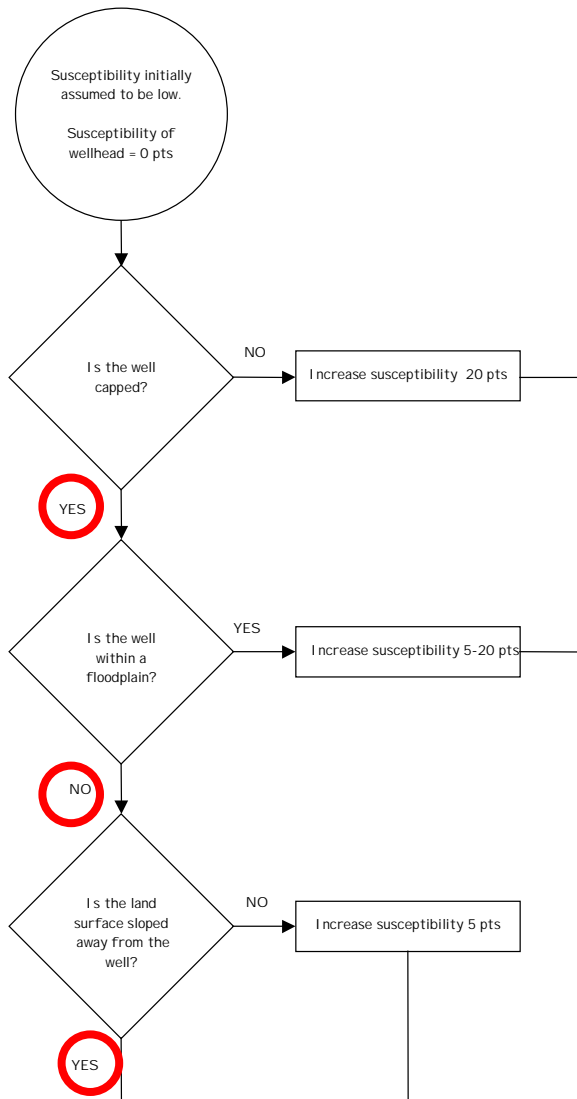 Susceptibility initially
assumed to be low.
Susceptibility of
wellhead = 0 pts
Is the well
capped?
NO
Increase susceptibility 20 pts
YES
Is the well
within a
floodplain?
YES
Increase susceptibility 5-20 pts
NO
Is the land
surface sloped
away from the
well?
NO
Increase susceptibility 5 pts
YES